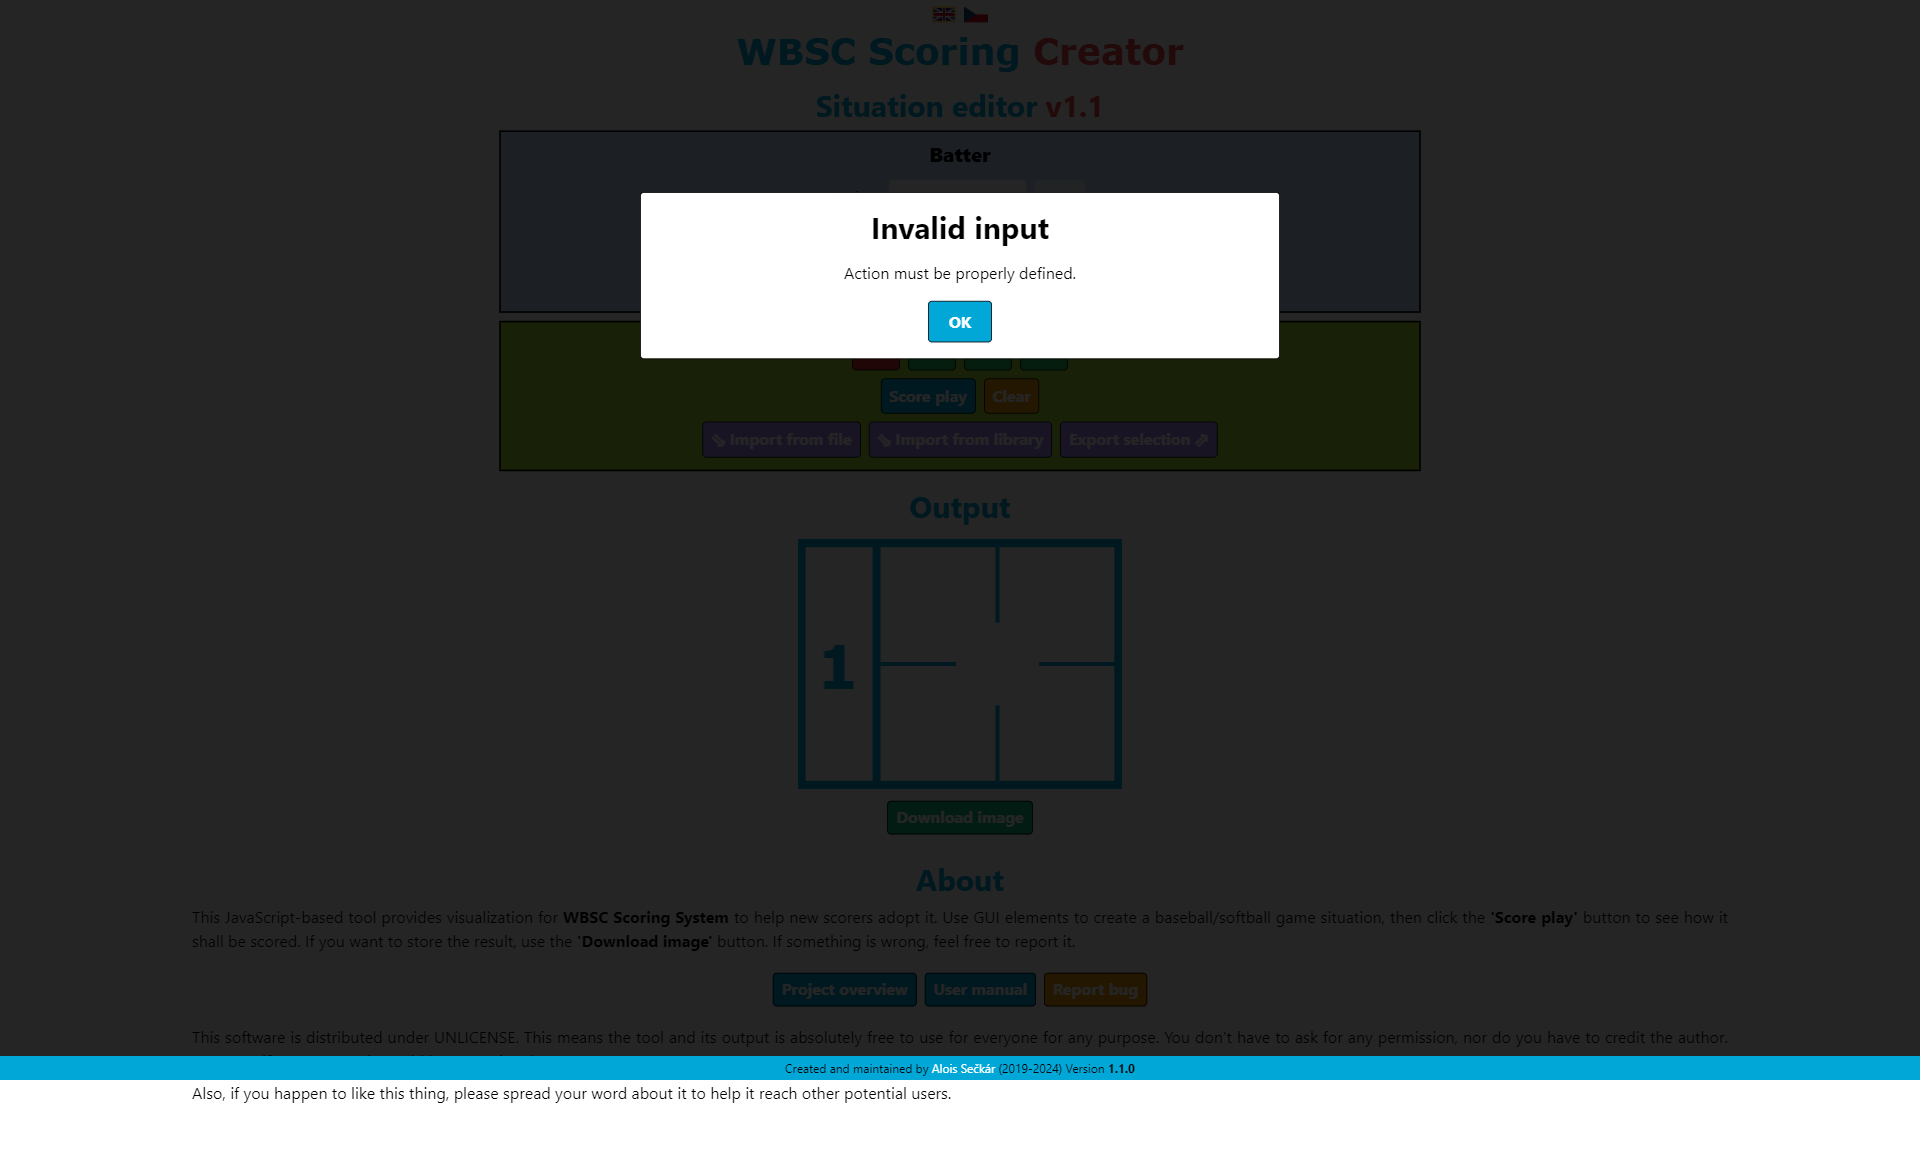 WBSC Scoring Creator
Situation editor v1.1
Batter
Invalid input
Action must be properly defined.
OK
Score play Clear
Import from file Import from library Export selection
Output
1
Download image
About
This JavaScript-based tool provides visualization for WBSC Scoring System to help new scorers adopt it. Use GUI elements to create a baseball/softball game situation, then click the 'Score play' button to see how it
shall be scored. If you want to store the result, use the 'Download image' button. If something is wrong, feel free to report it.
Project overview User manual Report bug
This software is distributed under UNLICENSE. This means the tool and its output is absolutely free to use for everyone for any purpose. You don't have to ask for any permission, nor do you have to credit the author.
Created and maintained by Alois Sečkár (2019-2024) Version 1.1.0
Also, if you happen to like this thing, please spread your word about it to help it reach other potential users.